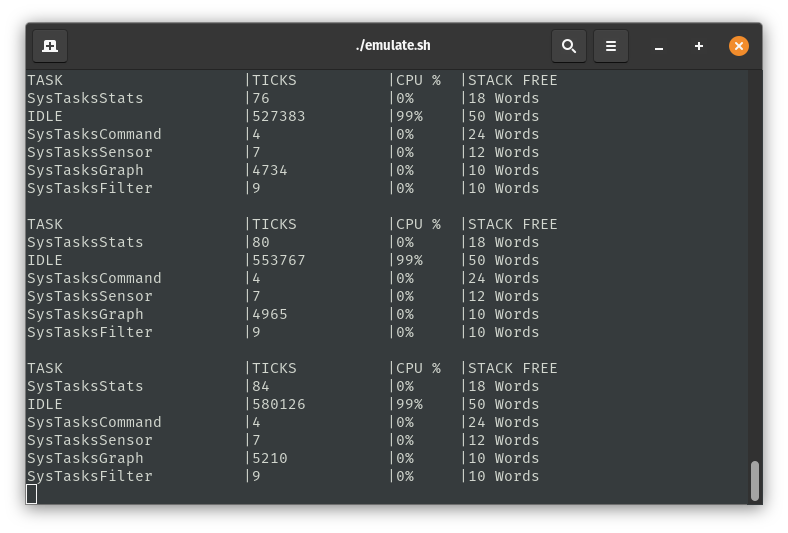 ./emulate.sh
TASK |TICKS |CPU % |STACK FREE
SysTasksStats |76 |0% |18 Words
IDLE |527383 |99% |50 Words
SysTasksCommand |4 |0% |24 Words
SysTasksSensor |7 |0% |12 Words
SysTasksGraph |4734 |0% |10 Words
SysTasksFilter |9 |0% |10 Words
TASK |TICKS |CPU % |STACK FREE
SysTasksStats |80 |0% |18 Words
IDLE |553767 |99% |50 Words
SysTasksCommand |4 |0% |24 Words
SysTasksSensor |7 |0% |12 Words
SysTasksGraph |4965 |0% |10 Words
SysTasksFilter |9 |0% |10 Words
TASK |TICKS |CPU % |STACK FREE
SysTasksStats |84 |0% |18 Words
IDLE |580126 |99% |50 Words
SysTasksCommand |4 |0% |24 Words
SysTasksSensor |7 |0% |12 Words
SysTasksGraph |5210 |0% |10 Words
SysTasksFilter |9 |0% |10 Words